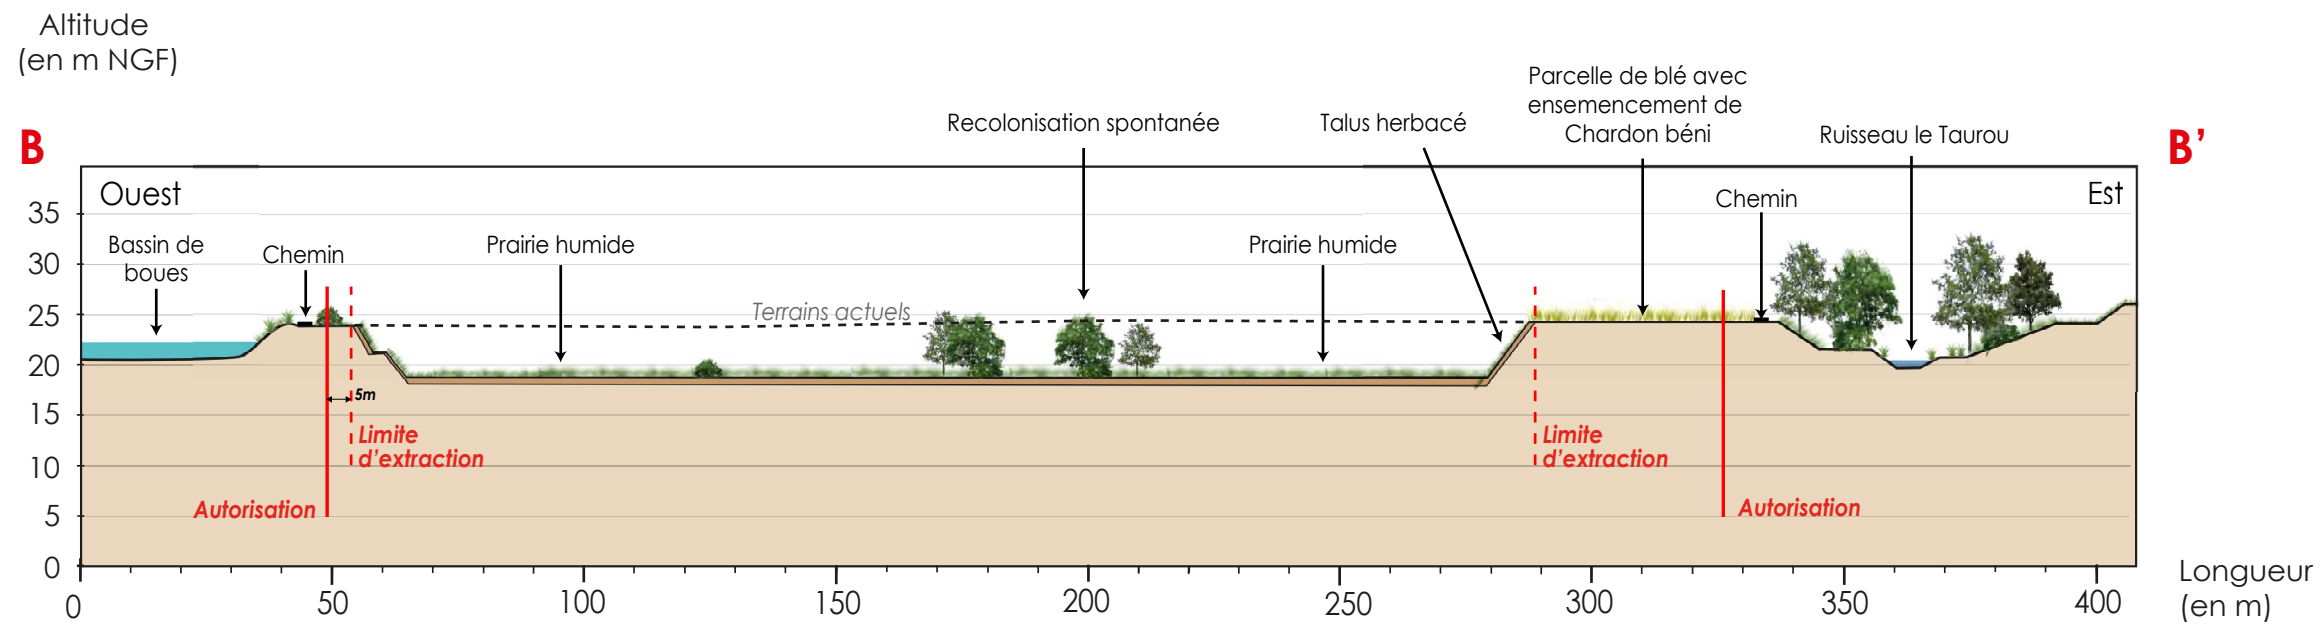 Altitude
(en m NGF)
B
B’
Recolonisation spontanée
Talus herbacé
Parcelle de blé avec
ensemencement de
Chardon béni
Ruisseau le Taurou
Ouest
Est
Bassin de
boues
Chemin
Prairie humide
Prairie humide
Chemin
Terrains actuels
35
30
25
20
15
10
5
0
5m
Limite
d’extraction
Autorisation
Limite
d’extraction
Autorisation
0
50
100
150
200
250
300
350
400
Longueur
(en m)